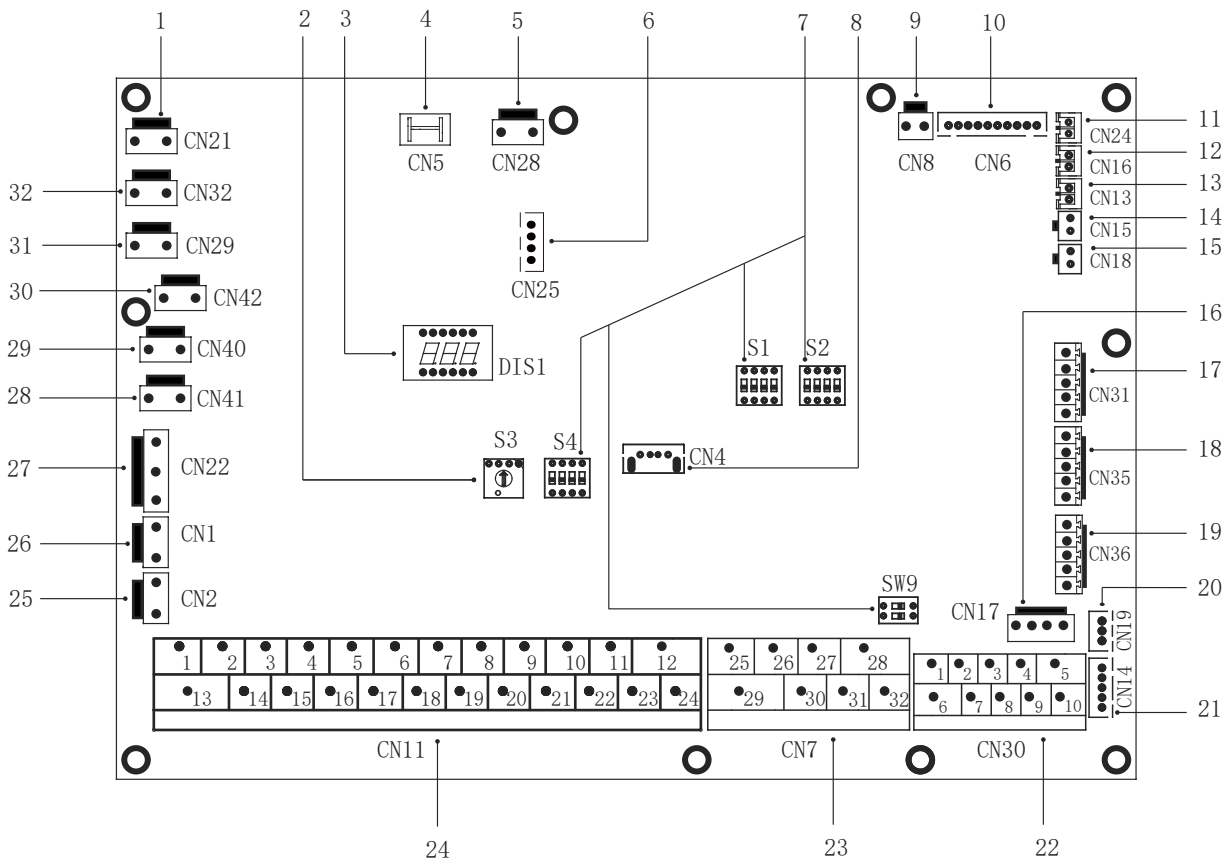 1 2 3 4 5 6 7 8 9 10
CN21 CN5 CN28 CN8 CN6 CN24 11
CN16 12
CN13 13
32 CN32
CN15 14
31 CN29
CN18 15
CN25
30 CN42
16
29 CN40
DIS1 S1 S2
28 CN41
CN31 17
27 CN22
S3 S4 CN4
CN35 18
26 CN1
CN36 19
25 CN2
SW9
CN17 CN19 20
1 2 3 4 5 6 7 8 9 10 11 12
25 26 27 28
1 2 3 4 5
13 14 15 16 17 18 19 20 21 22 23 24
29 30 31 32
6 7 8 9 10
CN14 21
CN11 CN7 CN30
24 23 22